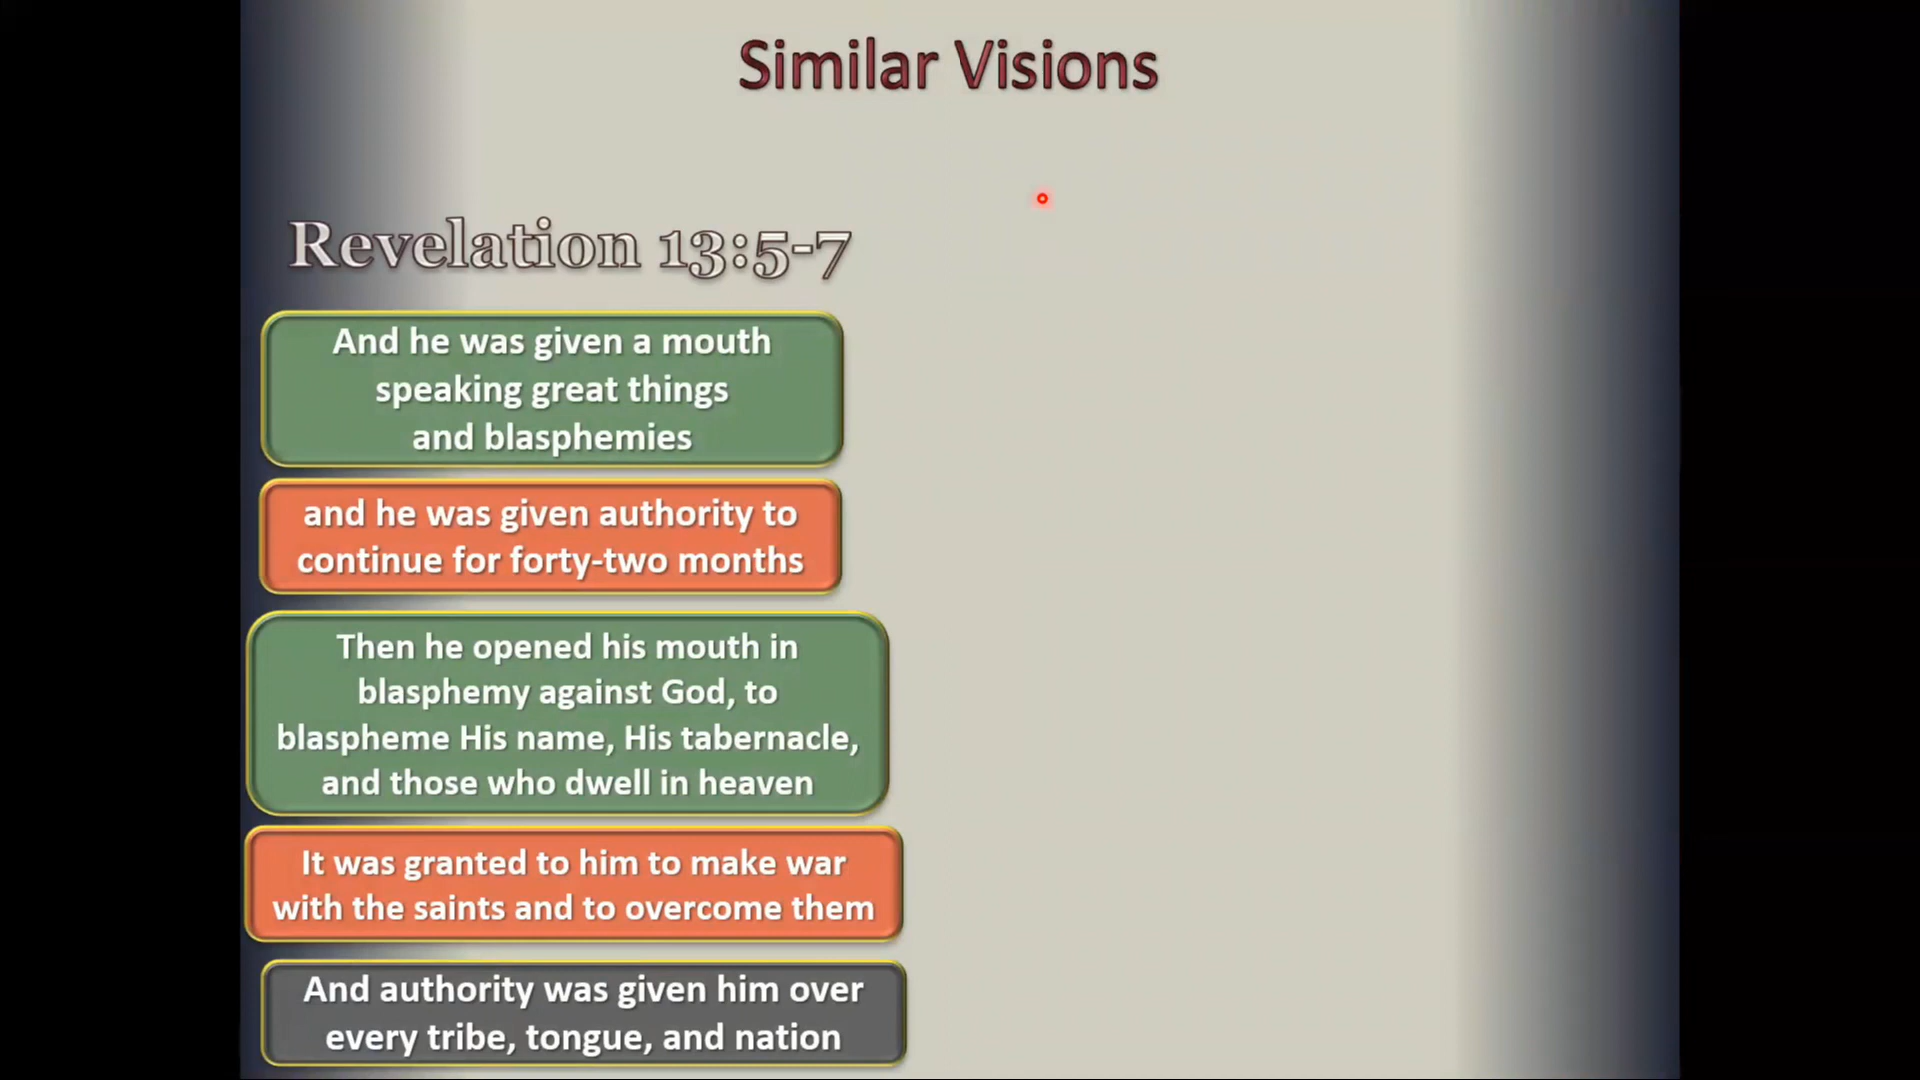 Similar Visions
Revelation 13:5-7
And he was given a mouth
speaking great things
and blasphemies
and he was given authority to
continue for forty-two months
Then he opened his mouth in
blasphemy against God, to
blaspheme His name, His tabernacle,
and those who dwell in heaven
It was granted to him to make war
with the saints and to overcome them
And authority was given him over
every tribe, tongue, and nation